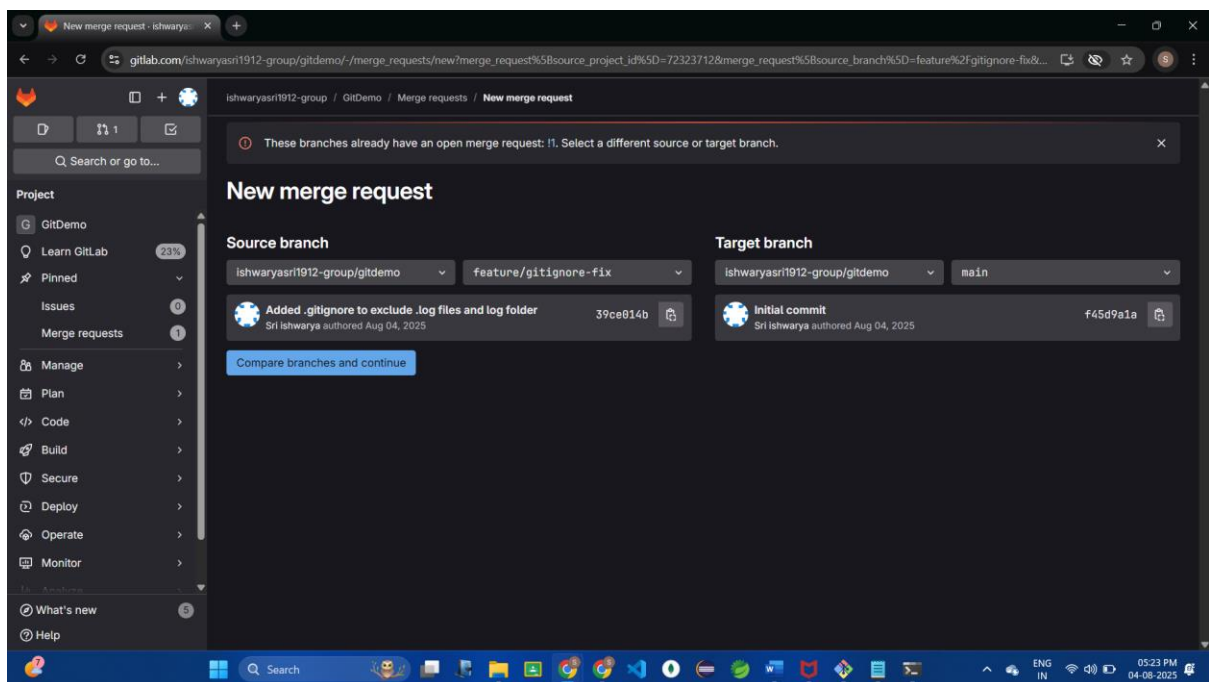 New merge request · ishwaryas
gitlab.com/ishwaryasri1912-group/gitdemo/-/merge_requests/new?merge_request%5Bsource_project_id%5D=72323712&merge_request%5Bsource_branch%5D=feature%2Fgitignore-fix&...
S
ishwaryasri1912-group / GitDemo / Merge requests / New merge request
1
Search or go to...
These branches already have an open merge request: !1. Select a different source or target branch.
New merge request
Project
G GitDemo
Learn GitLab 23%
Pinned
Issues 0
Merge requests 1
Manage
Plan
Code
Build
Secure
Deploy
Operate
Monitor
Analyze
What's new 5
Help
Source branch
ishwaryasri1912-group/gitdemo feature/gitignore-fix
Added .gitignore to exclude .log files and log folder 39ce014b
Sri ishwarya authored Aug 04, 2025
Compare branches and continue
Target branch
ishwaryasri1912-group/gitdemo main
Initial commit f45d9a1a
Sri ishwarya authored Aug 04, 2025
Search
ENG
IN
05:23 PM
04-08-2025